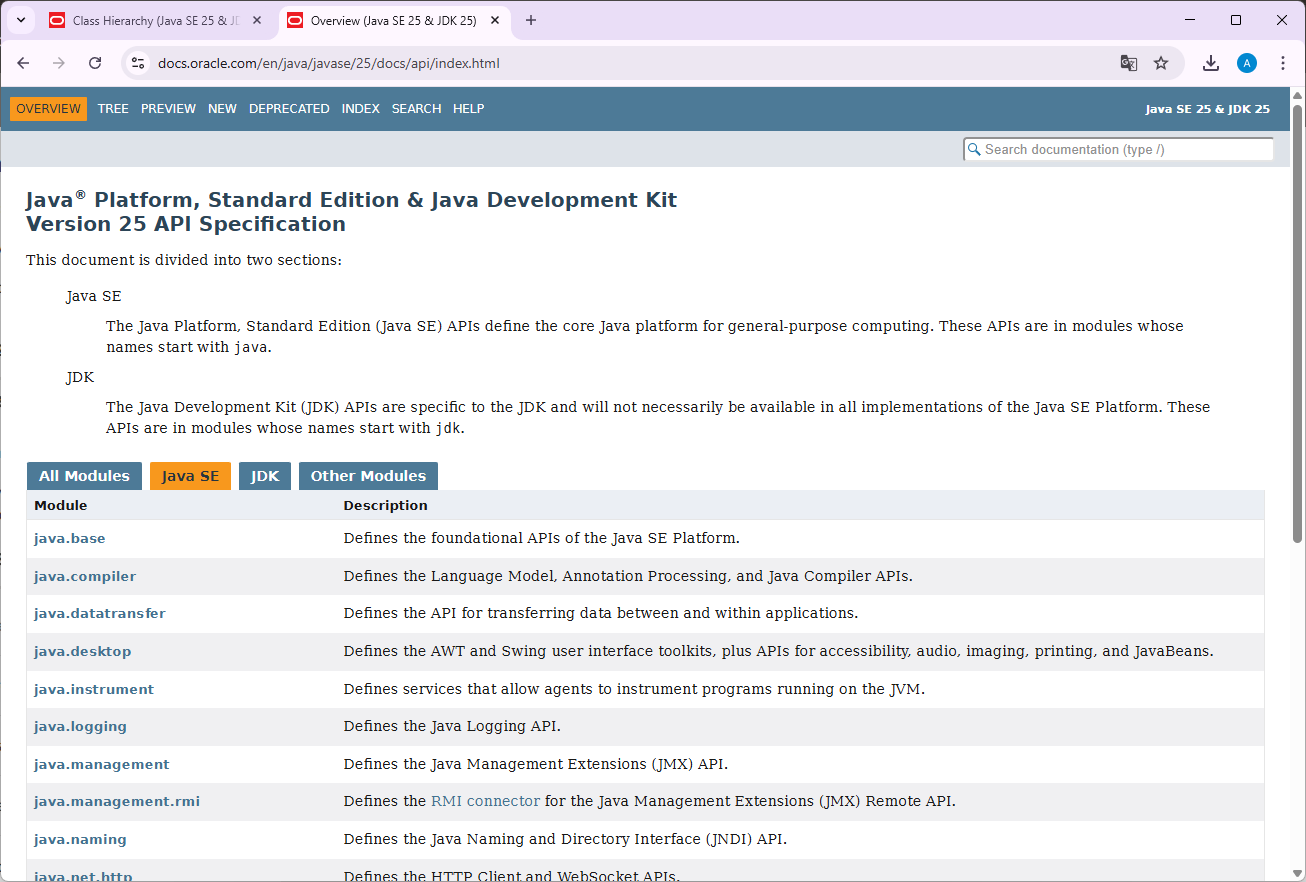 Class Hierarchy (Java SE 25 & JD
Overview (Java SE 25 & JDK 25)
docs.oracle.com/en/java/javase/25/docs/api/index.html
A
OVERVIEW TREE PREVIEW NEW DEPRECATED INDEX SEARCH HELP
Java SE 25 & JDK 25
Search documentation (type /)
Java® Platform, Standard Edition & Java Development Kit
Version 25 API Specification
This document is divided into two sections:
Java SE
The Java Platform, Standard Edition (Java SE) APIs define the core Java platform for general-purpose computing. These APIs are in modules whose
names start with java.
JDK
The Java Development Kit (JDK) APIs are specific to the JDK and will not necessarily be available in all implementations of the Java SE Platform. These
APIs are in modules whose names start with jdk.
All Modules Java SE JDK Other Modules
Module Description
java.base Defines the foundational APIs of the Java SE Platform.
java.compiler Defines the Language Model, Annotation Processing, and Java Compiler APIs.
java.datatransfer Defines the API for transferring data between and within applications.
java.desktop Defines the AWT and Swing user interface toolkits, plus APIs for accessibility, audio, imaging, printing, and JavaBeans.
java.instrument Defines services that allow agents to instrument programs running on the JVM.
java.logging Defines the Java Logging API.
java.management Defines the Java Management Extensions (JMX) API.
java.management.rmi Defines the RMI connector for the Java Management Extensions (JMX) Remote API.
java.naming Defines the Java Naming and Directory Interface (JNDI) API.
java.net.http Defines the HTTP Client and WebSocket APIs.